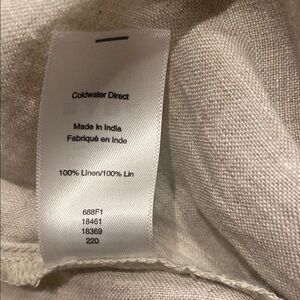 Coldwater Direct
Made in India
Fabriqué en Inde
100% Linen/100% Lin
688F1
18461
18369
220